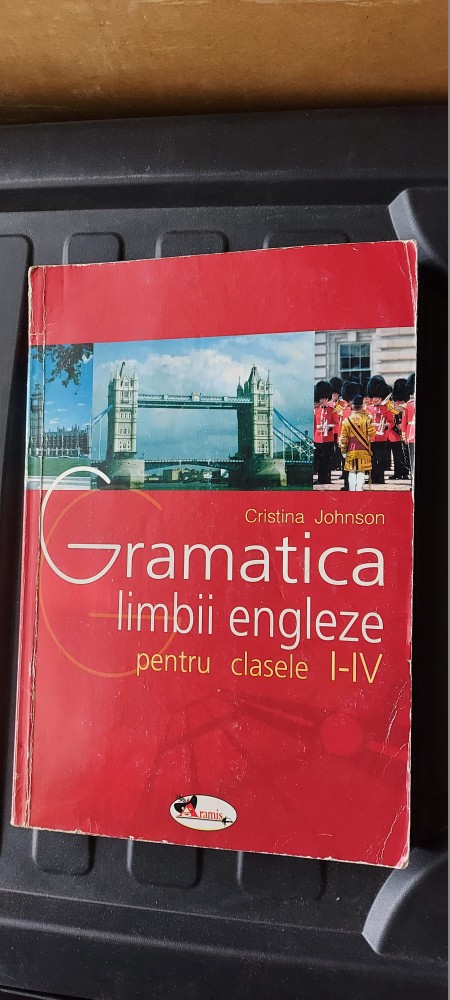 Cristina Johnson
Gramatica
limbii engleze
pentru clasele I-IV
Aramis